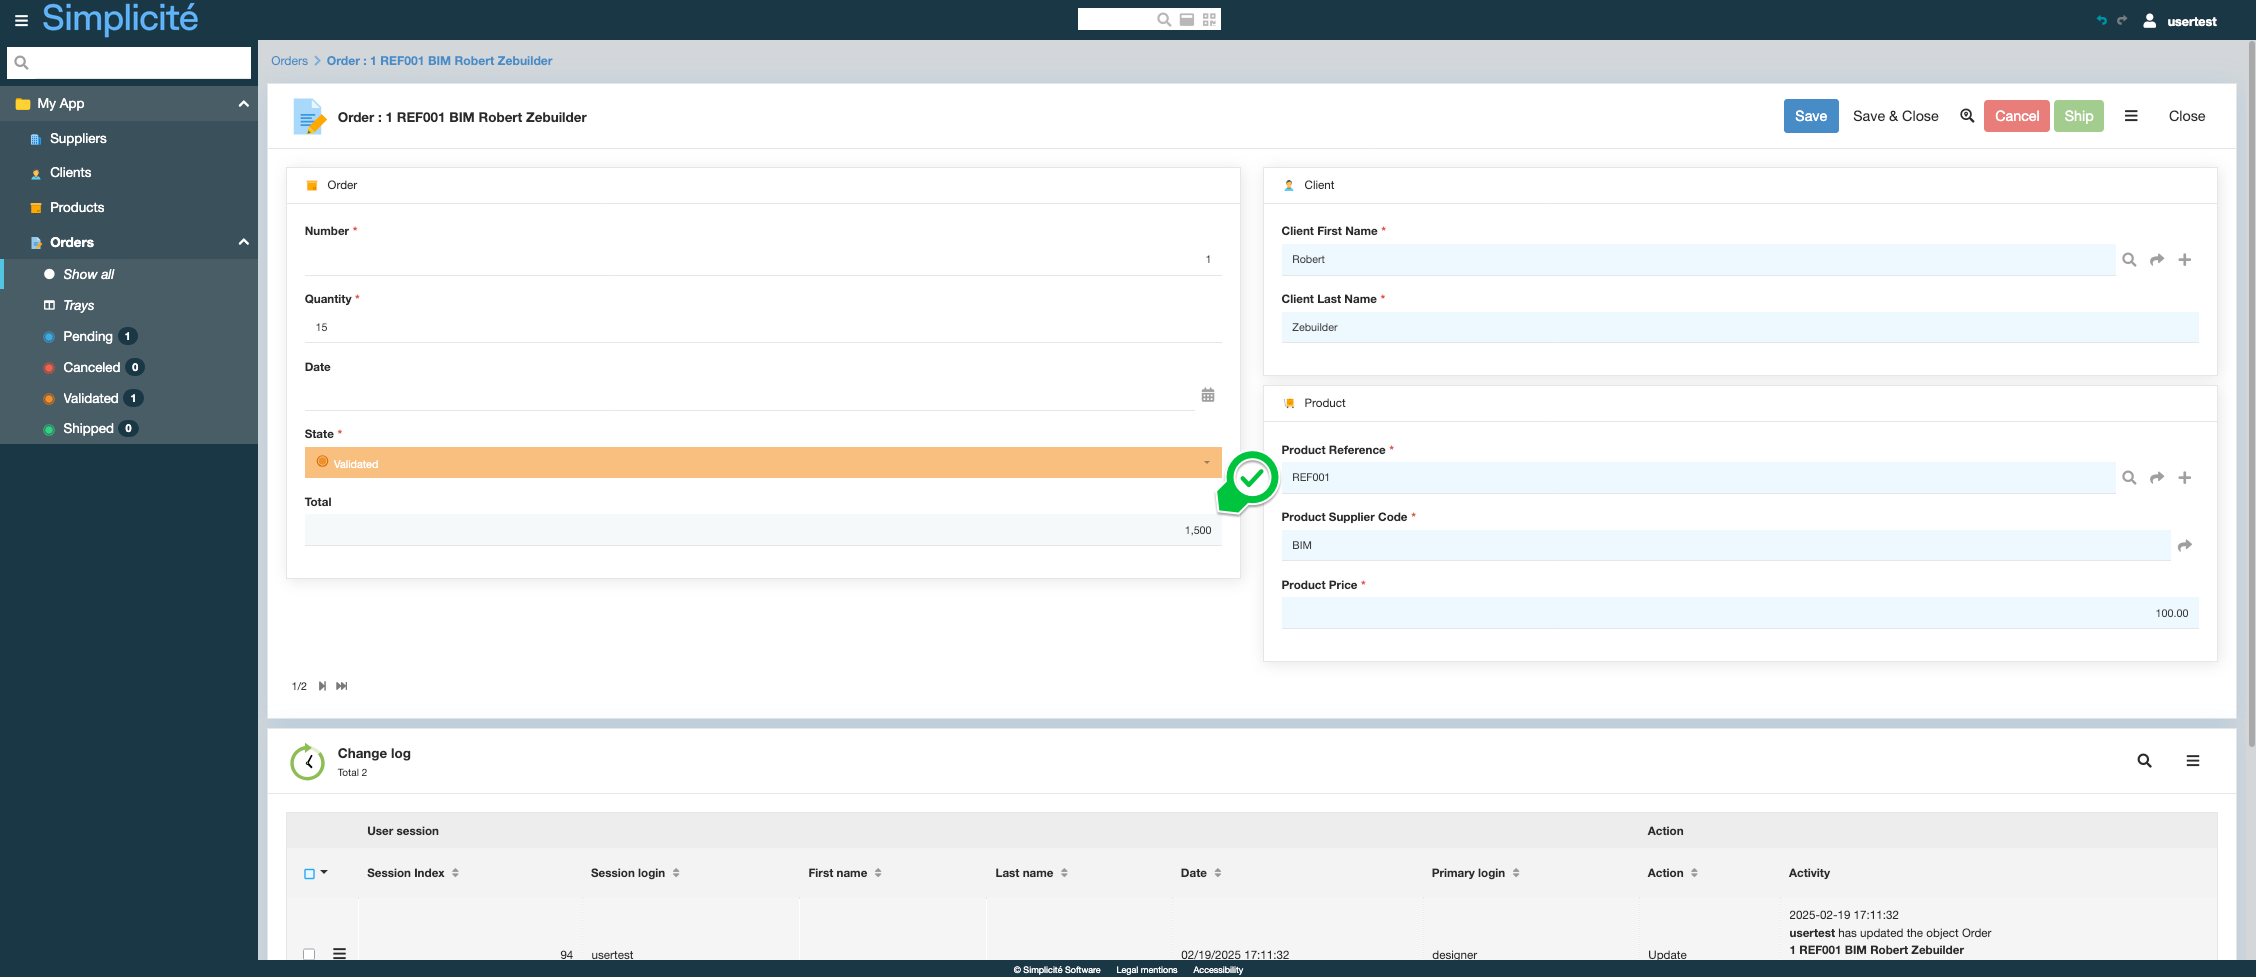 Simplicité
usertest
My App
Suppliers
Clients
Products
Orders
Show all
Trays
Pending 1
Canceled 0
Validated 1
Shipped 0
Orders Order : 1 REF001 BIM Robert Zebuilder
Order : 1 REF001 BIM Robert Zebuilder
Save Save & Close Cancel Ship Close
Order
Number *
1
Quantity *
15
Date
State *
Validated
Total
1,500
Client
Client First Name *
Robert
Client Last Name *
Zebuilder
Product
Product Reference *
REF001
Product Supplier Code *
BIM
Product Price *
100.00
1/2
Change log
Total 2
User session Action
Session Index Session login First name Last name Date Primary login Action Activity
94 usertest 02/19/2025 17:11:32 designer Update
2025-02-19 17:11:32
usertest has updated the object Order
1 REF001 BIM Robert Zebuilder
© Simplicité Software Legal mentions Accessibility